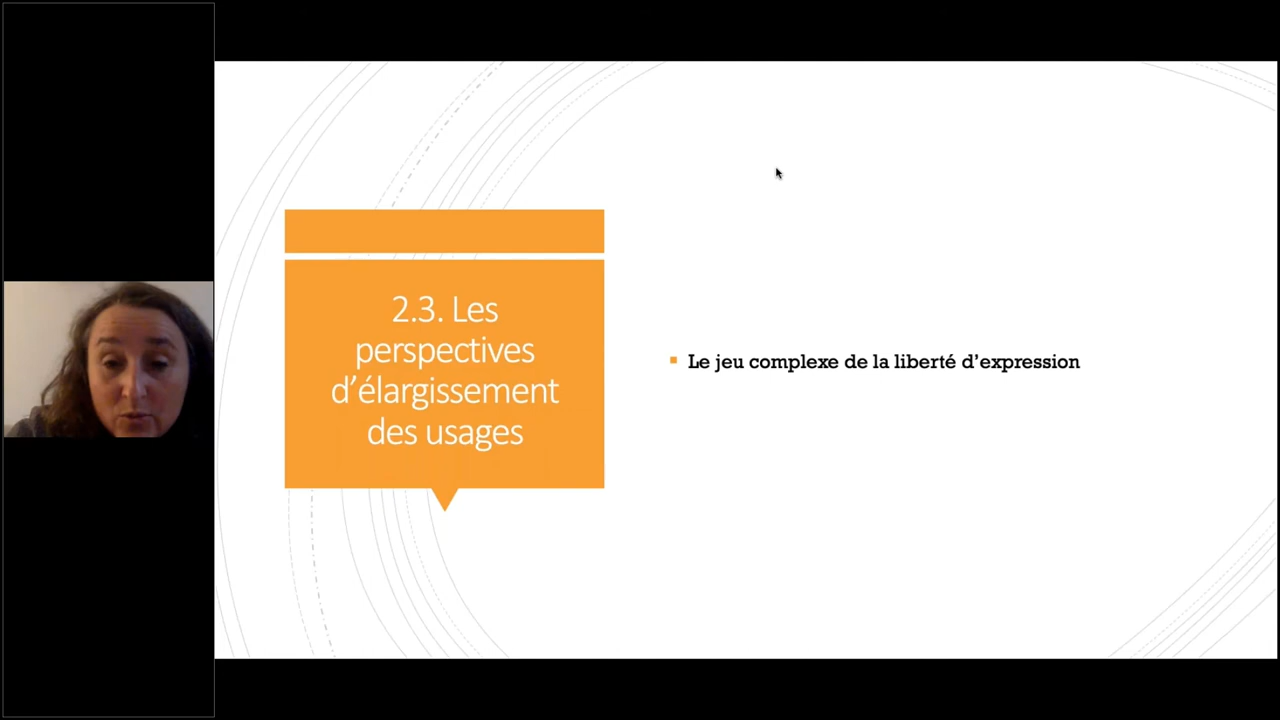 2.3. Les
perspectives
d’élargissement
des usages
Le jeu complexe de la liberté d’expression